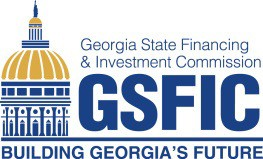 Georgia State Financing
& Investment Commission
GSFIC
BUILDING GEORGIA'S FUTURE